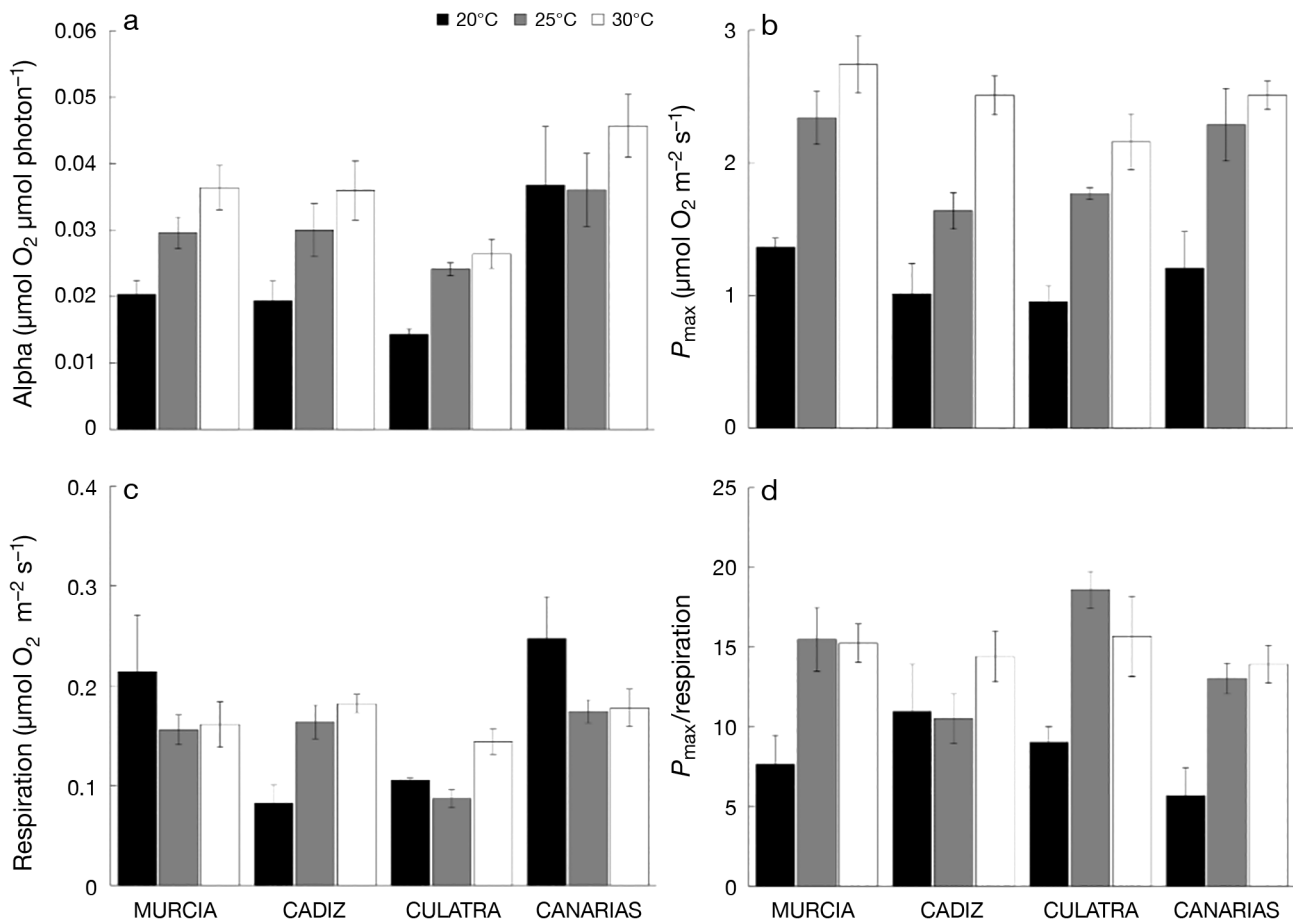 a
20°C 25°C 30°C
Alpha (µmol O2 µmol photon−1)
0.06
0.05
0.04
0.03
0.02
0.01
0
b
Pmax (µmol O2 m−2 s−1)
3
2
1
0
c
Respiration (µmol O2 m−2 s−1)
0.4
0.3
0.2
0.1
0
MURCIA CADIZ CULATRA CANARIAS
d
Pmax/respiration
25
20
15
10
5
0
MURCIA CADIZ CULATRA CANARIAS